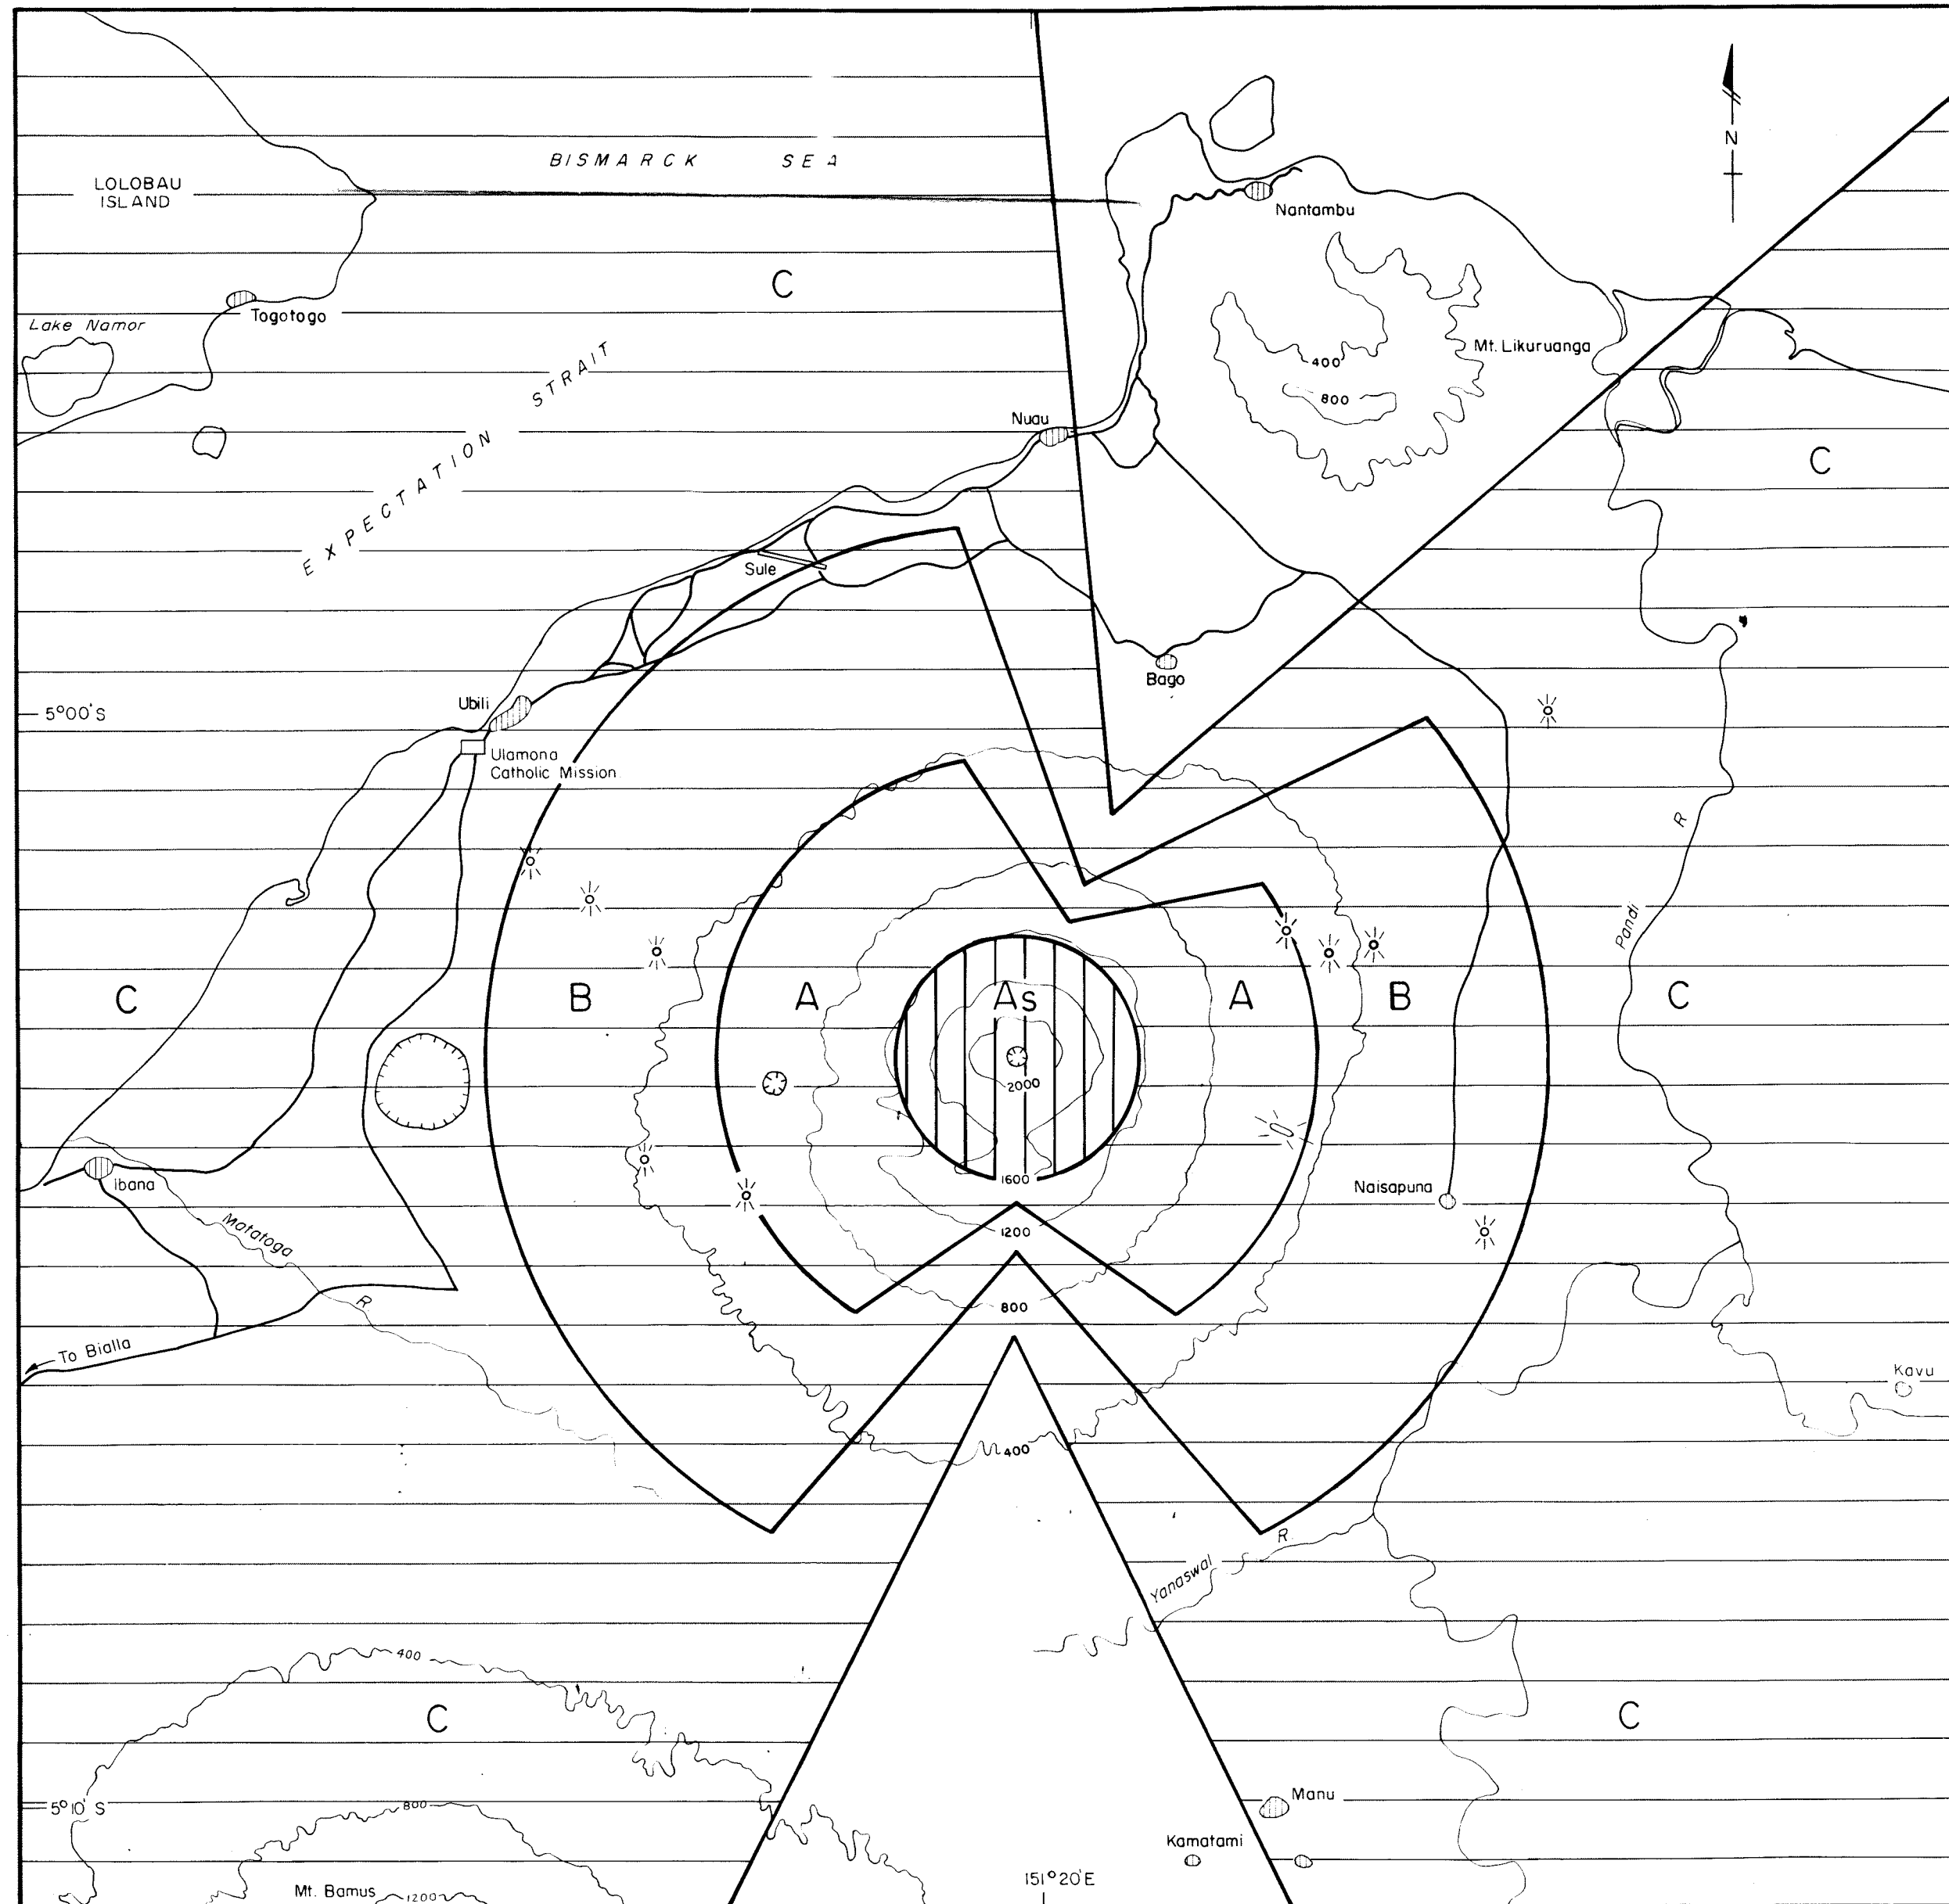 BISMARCK SEA
LOLOBAU
ISLAND
N
Nantambu
C
Togotogo
Lake Namor
Mt. Likuruanga
400
800
EXPECTATION STRAIT
Nuau
C
Sule
Bago
Ubili
5°00'S
Ulamona
Catholic Mission
Pandi R
C
B
A
As
A
B
C
2000
Ibana
1600
Naisapuna
Matatoga R.
1200
800
To Bialla
Kavu
400
Yanaswal R.
400
C
C
5°10' S
800
Manu
Kamatami
151°20'E
Mt. Bamus
1200